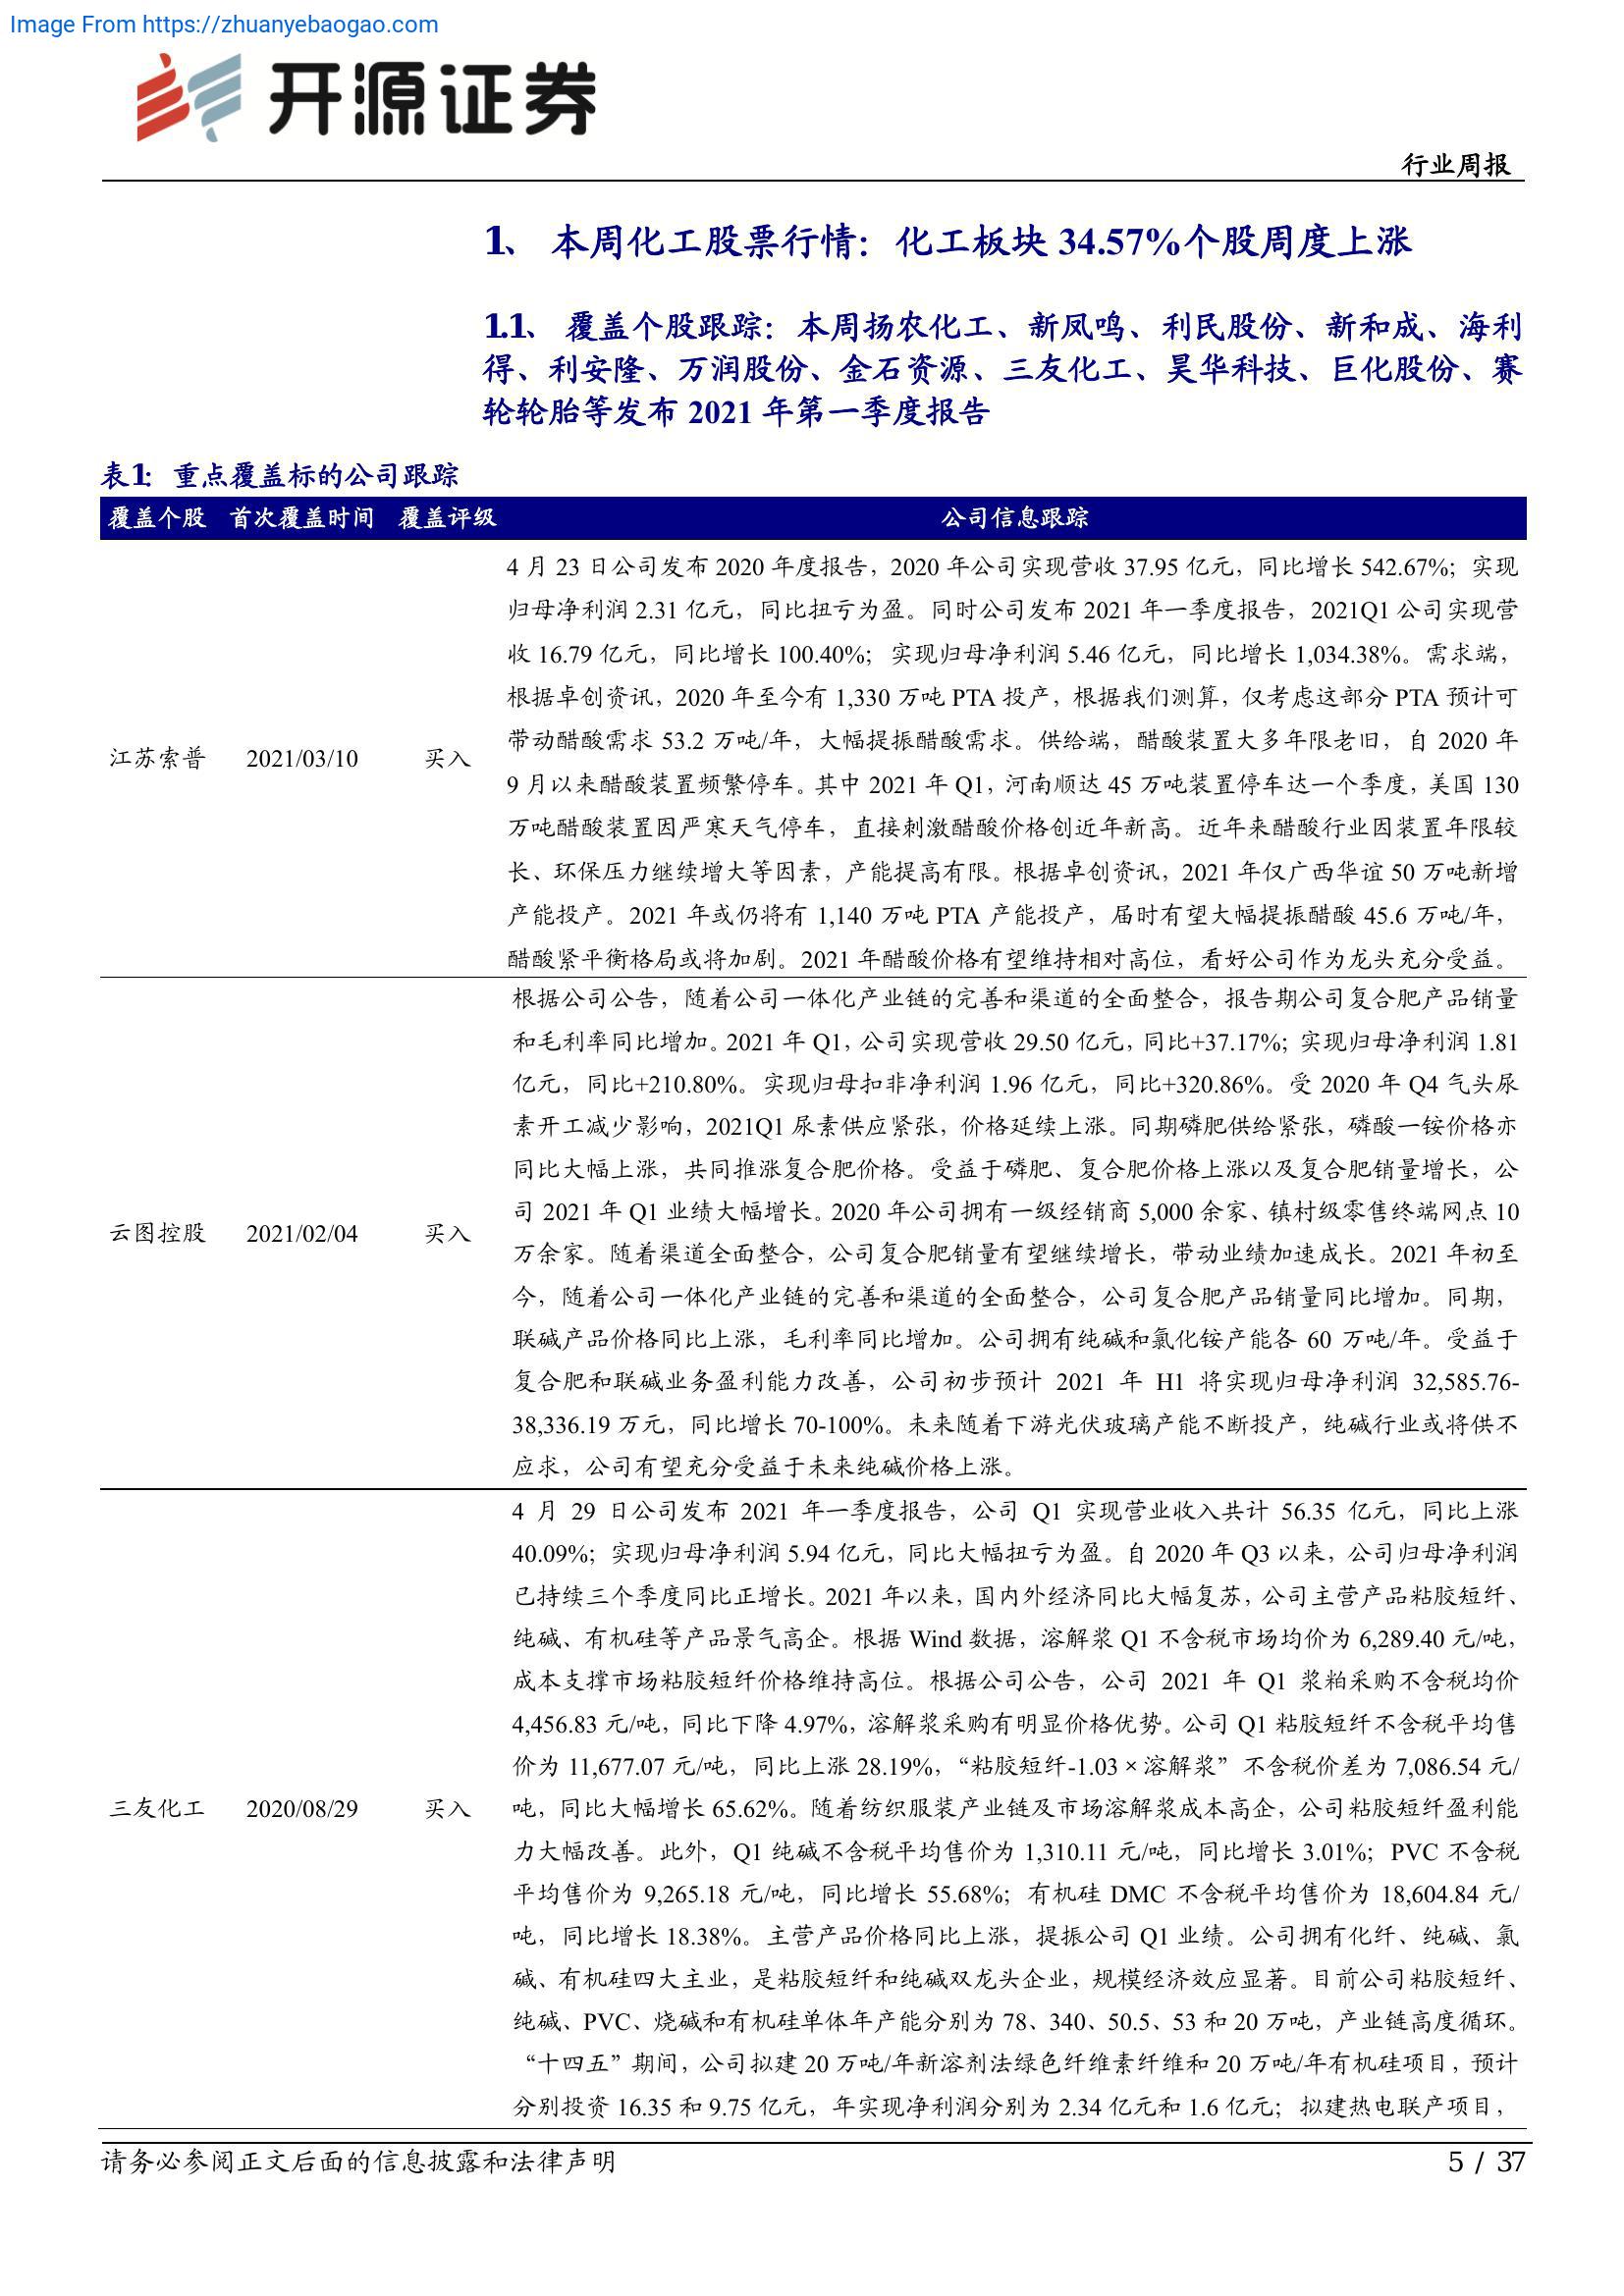 Image From https://zhuanyebaogao.com
开源证券
行业周报
1、 本周化工股票行情：化工板块 34.57%个股周度上涨
1.1、 覆盖个股跟踪：本周扬农化工、新凤鸣、利民股份、新和成、海利
得、利安隆、万润股份、金石资源、三友化工、昊华科技、巨化股份、赛
轮轮胎等发布 2021 年第一季度报告
表1： 重点覆盖标的公司跟踪
覆盖个股 首次覆盖时间 覆盖评级 公司信息跟踪
4 月 23 日公司发布 2020 年度报告，2020 年公司实现营收 37.95 亿元，同比增长 542.67%；实现
归母净利润 2.31 亿元，同比扭亏为盈。同时公司发布 2021 年一季度报告，2021Q1 公司实现营
收 16.79 亿元，同比增长 100.40%；实现归母净利润 5.46 亿元，同比增长 1,034.38%。需求端，
根据卓创资讯，2020 年至今有 1,330 万吨 PTA 投产，根据我们测算，仅考虑这部分 PTA 预计可
带动醋酸需求 53.2 万吨/年，大幅提振醋酸需求。供给端，醋酸装置大多年限老旧，自 2020 年
江苏索普 2021/03/10 买入
9 月以来醋酸装置频繁停车。其中 2021 年 Q1，河南顺达 45 万吨装置停车达一个季度，美国 130
万吨醋酸装置因严寒天气停车，直接刺激醋酸价格创近年新高。近年来醋酸行业因装置年限较
长、环保压力继续增大等因素，产能提高有限。根据卓创资讯，2021 年仅广西华谊 50 万吨新增
产能投产。2021 年或仍将有 1,140 万吨 PTA 产能投产，届时有望大幅提振醋酸 45.6 万吨/年，
醋酸紧平衡格局或将加剧。2021 年醋酸价格有望维持相对高位，看好公司作为龙头充分受益。
根据公司公告，随着公司一体化产业链的完善和渠道的全面整合，报告期公司复合肥产品销量
和毛利率同比增加。2021 年 Q1，公司实现营收 29.50 亿元，同比+37.17%；实现归母净利润 1.81
亿元，同比+210.80%。实现归母扣非净利润 1.96 亿元，同比+320.86%。受 2020 年 Q4 气头尿
素开工减少影响，2021Q1 尿素供应紧张，价格延续上涨。同期磷肥供给紧张，磷酸一铵价格亦
同比大幅上涨，共同推涨复合肥价格。受益于磷肥、复合肥价格上涨以及复合肥销量增长，公
司 2021 年 Q1 业绩大幅增长。2020 年公司拥有一级经销商 5,000 余家、镇村级零售终端网点 10
云图控股 2021/02/04 买入
万余家。随着渠道全面整合，公司复合肥销量有望继续增长，带动业绩加速成长。2021 年初至
今，随着公司一体化产业链的完善和渠道的全面整合，公司复合肥产品销量同比增加。同期，
联碱产品价格同比上涨，毛利率同比增加。公司拥有纯碱和氯化铵产能各 60 万吨/年。受益于
复合肥和联碱业务盈利能力改善，公司初步预计 2021 年 H1 将实现归母净利润 32,585.76-
38,336.19 万元，同比增长 70-100%。未来随着下游光伏玻璃产能不断投产，纯碱行业或将供不
应求，公司有望充分受益于未来纯碱价格上涨。
4 月 29 日公司发布 2021 年一季度报告，公司 Q1 实现营业收入共计 56.35 亿元，同比上涨
40.09%；实现归母净利润 5.94 亿元，同比大幅扭亏为盈。自 2020 年 Q3 以来，公司归母净利润
已持续三个季度同比正增长。2021 年以来，国内外经济同比大幅复苏，公司主营产品粘胶短纤、
纯碱、有机硅等产品景气高企。根据 Wind 数据，溶解浆 Q1 不含税市场均价为 6,289.40 元/吨，
成本支撑市场粘胶短纤价格维持高位。根据公司公告，公司 2021 年 Q1 浆粕采购不含税均价
4,456.83 元/吨，同比下降 4.97%，溶解浆采购有明显价格优势。公司 Q1 粘胶短纤不含税平均售
价为 11,677.07 元/吨，同比上涨 28.19%，“粘胶短纤-1.03×溶解浆”不含税价差为 7,086.54 元/
三友化工 2020/08/29 买入
吨，同比大幅增长 65.62%。随着纺织服装产业链及市场溶解浆成本高企，公司粘胶短纤盈利能
力大幅改善。此外，Q1 纯碱不含税平均售价为 1,310.11 元/吨，同比增长 3.01%；PVC 不含税
平均售价为 9,265.18 元/吨，同比增长 55.68%；有机硅 DMC 不含税平均售价为 18,604.84 元/
吨，同比增长 18.38%。主营产品价格同比上涨，提振公司 Q1 业绩。公司拥有化纤、纯碱、氯
碱、有机硅四大主业，是粘胶短纤和纯碱双龙头企业，规模经济效应显著。目前公司粘胶短纤、
纯碱、PVC、烧碱和有机硅单体年产能分别为 78、340、50.5、53 和 20 万吨，产业链高度循环。
“十四五”期间，公司拟建 20 万吨/年新溶剂法绿色纤维素纤维和 20 万吨/年有机硅项目，预计
分别投资 16.35 和 9.75 亿元，年实现净利润分别为 2.34 亿元和 1.6 亿元；拟建热电联产项目，
请务必参阅正文后面的信息披露和法律声明
5 / 37